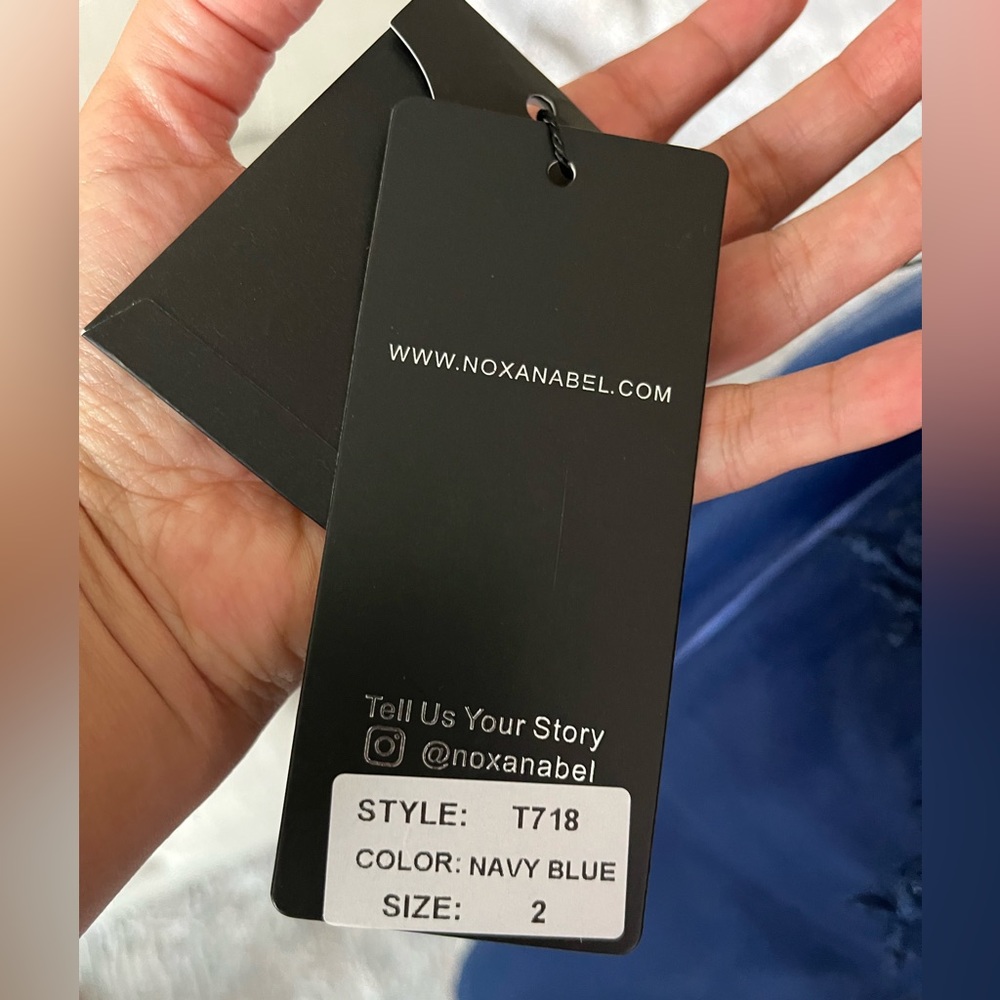 WWW.NOXANABEL.COM
Tell Us Your Story
@noxanabel
STYLE: T718
COLOR: NAVY BLUE
SIZE: 2